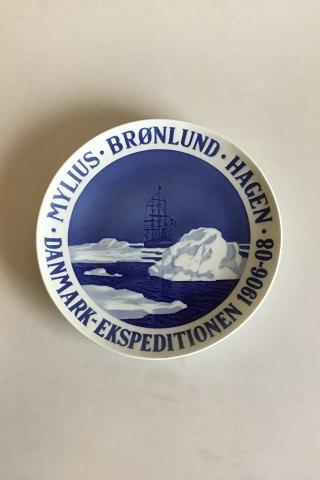 · MYLIUS · BRØNLUND · HAGEN ·
DANMARK-EKSPEDITIONEN 1906-08